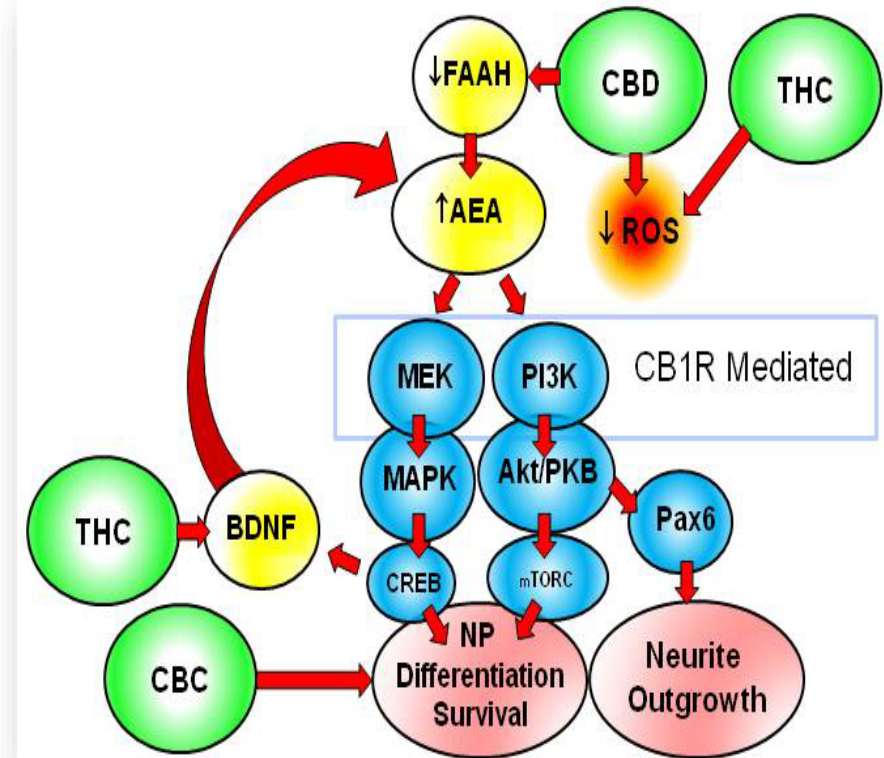 ↓FAAH
CBD
THC
↑AEA
↓ROS
MEK
PI3K
CB1R Mediated
MAPK
Akt/PKB
THC
BDNF
Pax6
CREB
mTORC
CBC
NP
Differentiation
Survival
Neurite
Outgrowth